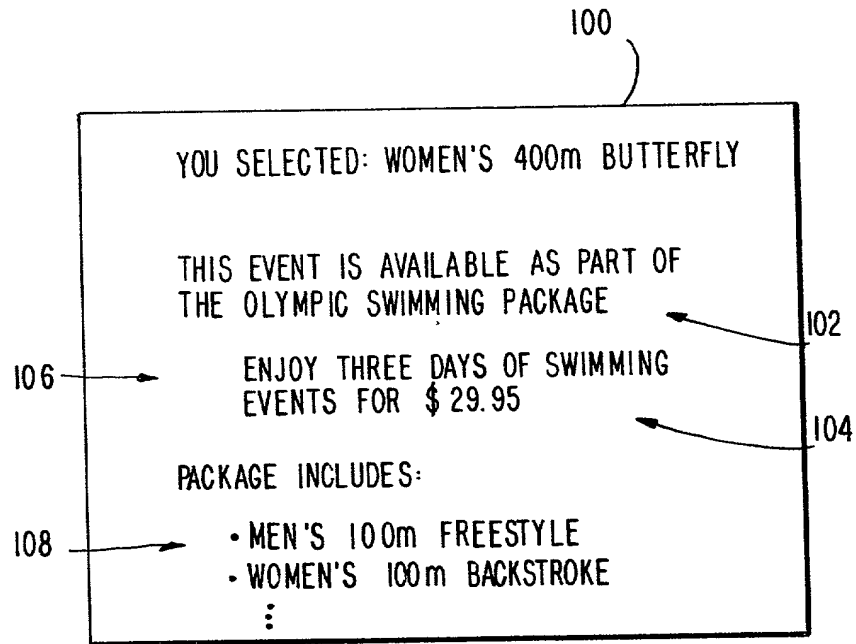 100
YOU SELECTED: WOMEN'S 400m BUTTERFLY
THIS EVENT IS AVAILABLE AS PART OF
THE OLYMPIC SWIMMING PACKAGE
102
106
ENJOY THREE DAYS OF SWIMMING
EVENTS FOR $29.95
104
PACKAGE INCLUDES:
108
• MEN'S 100m FREESTYLE
• WOMEN'S 100m BACKSTROKE
⋮